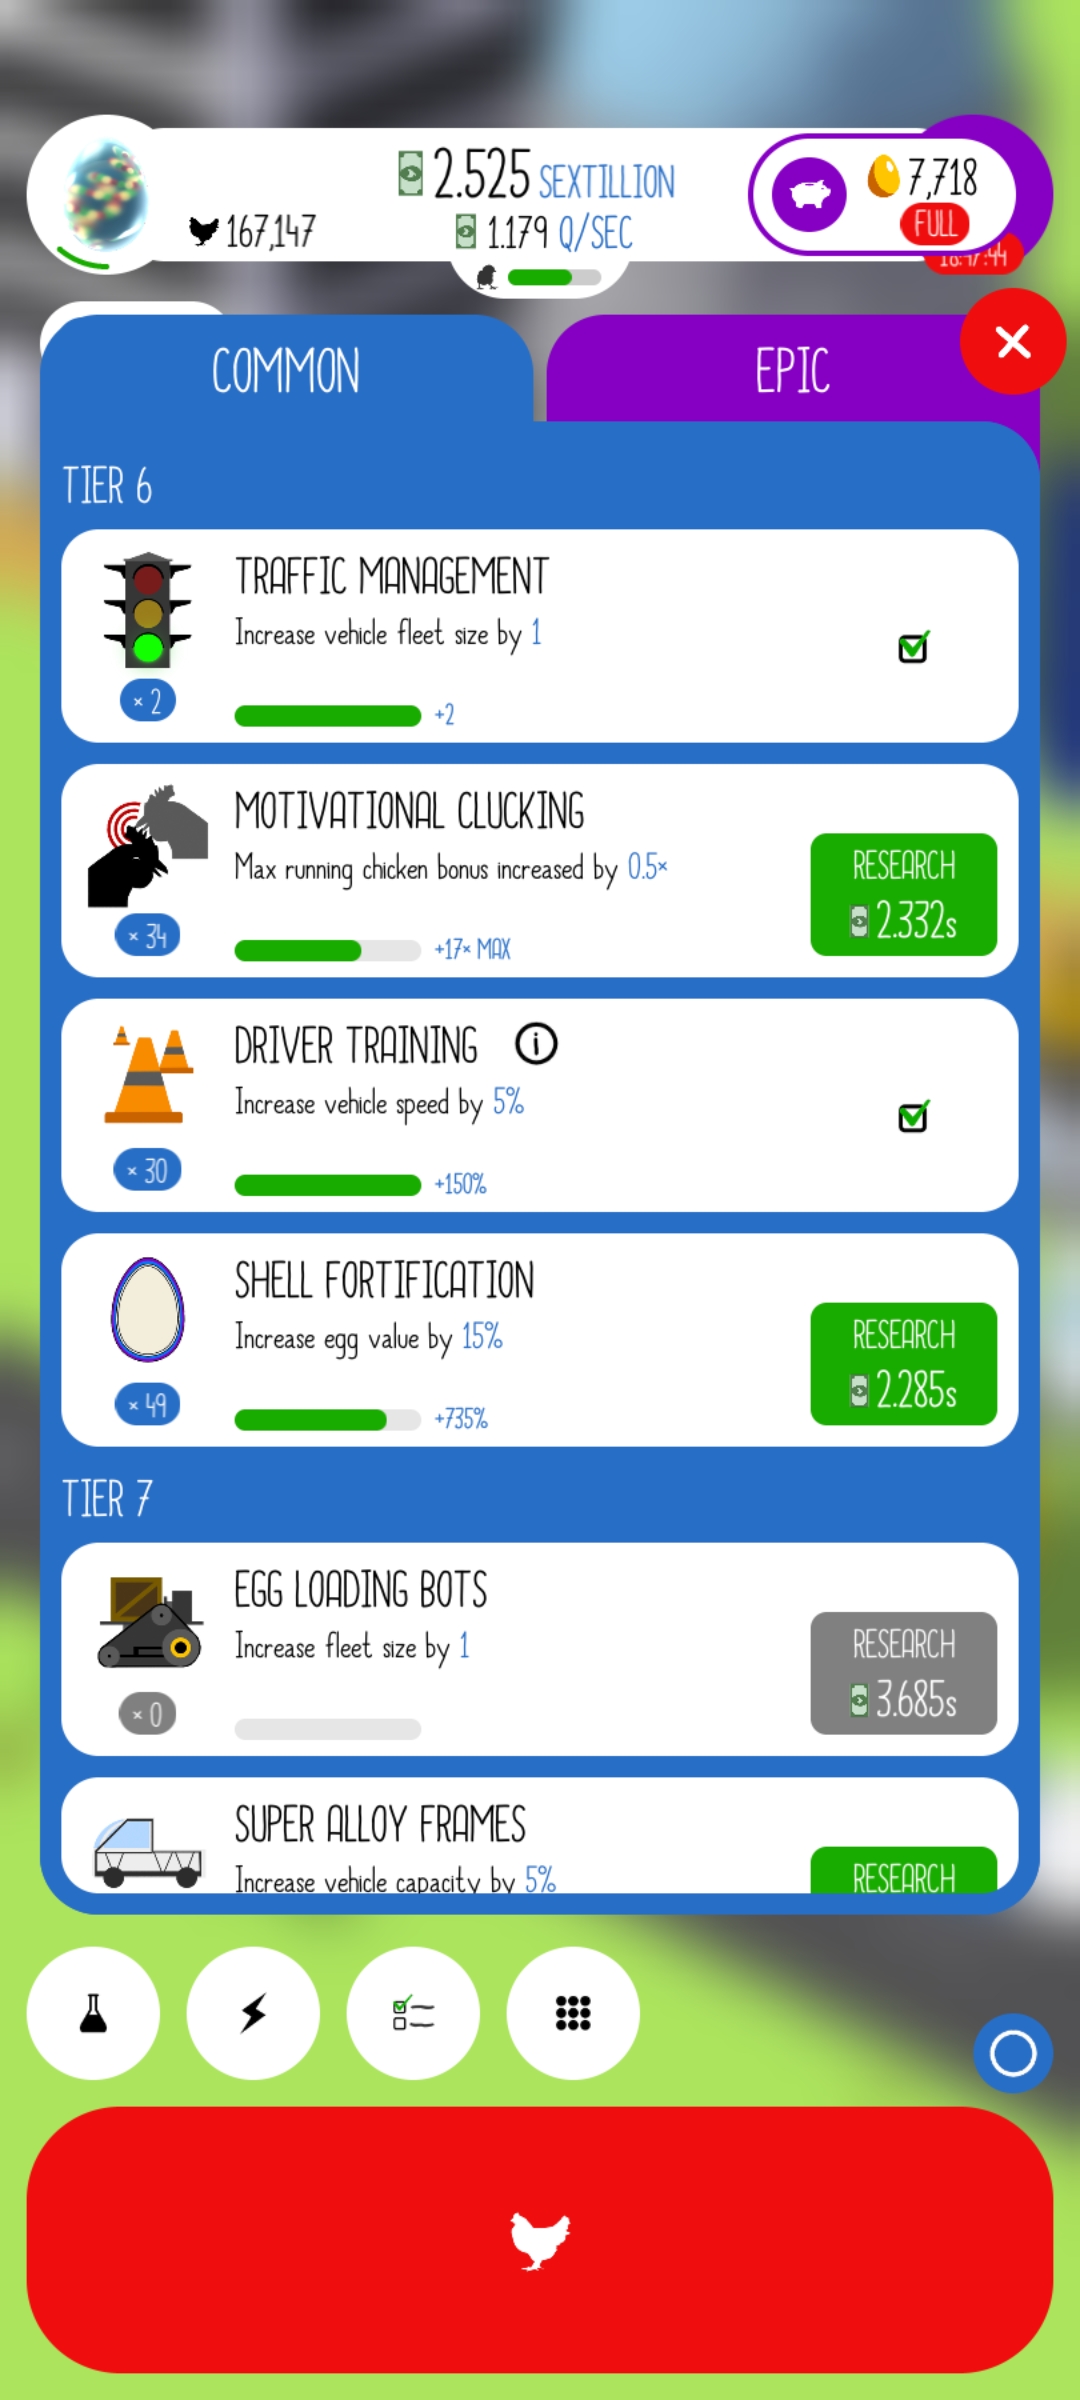 2.525 SEXTILLION
7,718
167,147
1.179 Q/SEC
FULL
COMMON
EPIC
TIER 6
TRAFFIC MANAGEMENT
Increase vehicle fleet size by 1
× 2
+2
MOTIVATIONAL CLUCKING
Max running chicken bonus increased by 0.5×
RESEARCH
2.332s
× 34
+17× MAX
DRIVER TRAINING
Increase vehicle speed by 5%
× 30
+150%
SHELL FORTIFICATION
Increase egg value by 15%
RESEARCH
2.285s
× 49
+735%
TIER 7
EGG LOADING BOTS
Increase fleet size by 1
RESEARCH
3.685s
× 0
SUPER ALLOY FRAMES
Increase vehicle capacity by 5%
RESEARCH